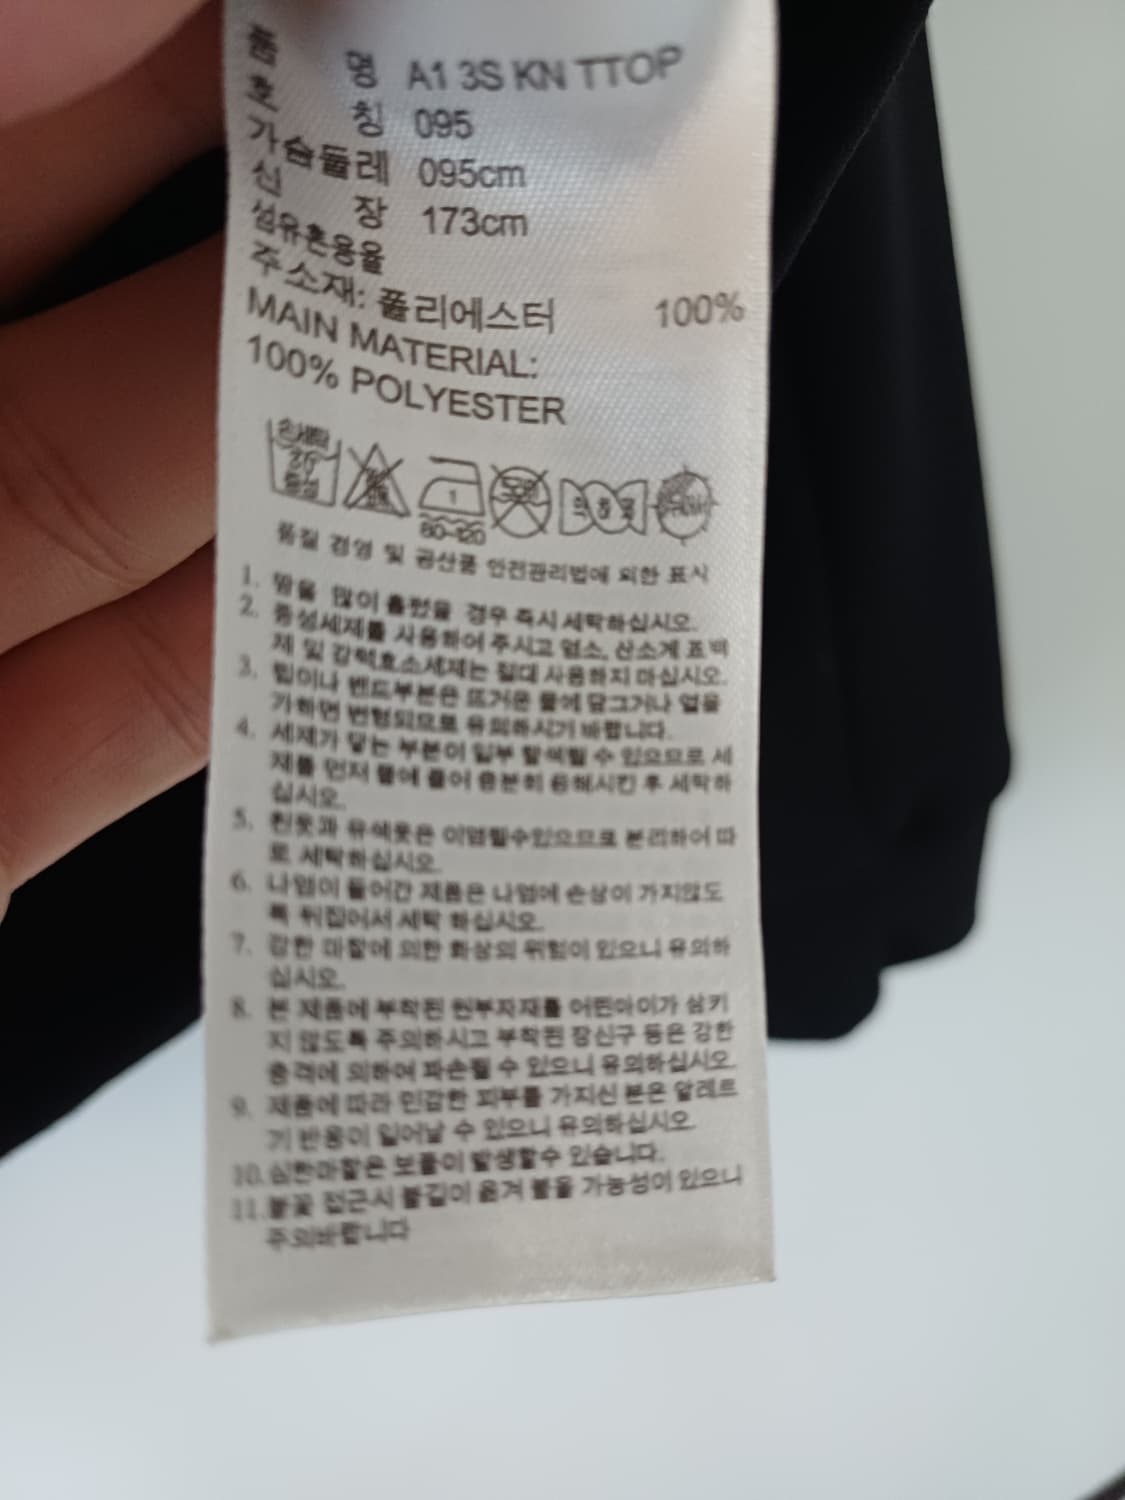 품 명 A1 3S KN TTOP
호 칭 095
가슴둘레 095cm
신 장 173cm
섬유혼용율
주소재: 폴리에스터 100%
MAIN MATERIAL:
100% POLYESTER
손세탁
30
중성
1
80~120
품질 경영 및 공산품 안전관리법에 의한 표시
1. 땀을 많이 흘렸을 경우 즉시 세탁하십시오.
2. 중성세제를 사용하여 주시고 염소, 산소계 표백
제 및 강력효소세제는 절대 사용하지 마십시오.
3. 립이나 밴드부분은 뜨거운 물에 담그거나 열을
가하면 변형되므로 유의하시기 바랍니다.
4. 세제가 닿는 부분이 일부 탈색될 수 있으므로 세
제를 먼저 물에 풀어 충분히 용해시킨 후 세탁하
십시오.
5. 흰옷과 유색옷은 이염될수있으므로 분리하여 따
로 세탁하십시오.
6. 나염이 들어간 제품은 나염에 손상이 가지않도
록 뒤집어서 세탁 하십시오.
7. 강한 마찰에 의한 화상의 위험이 있으니 유의하
십시오.
8. 본 제품에 부착된 원부자재를 어린아이가 삼키
지 않도록 주의하시고 부착된 장신구 등은 강한
충격에 의하여 파손될 수 있으니 유의하십시오.
9. 제품에 따라 민감한 피부를 가지신 분은 알레르
기 반응이 일어날 수 있으니 유의하십시오.
10.심한마찰은 보풀이 발생할수 있습니다.
11.불꽃 접근시 불길이 옮겨 붙을 가능성이 있으니
주의바랍니다